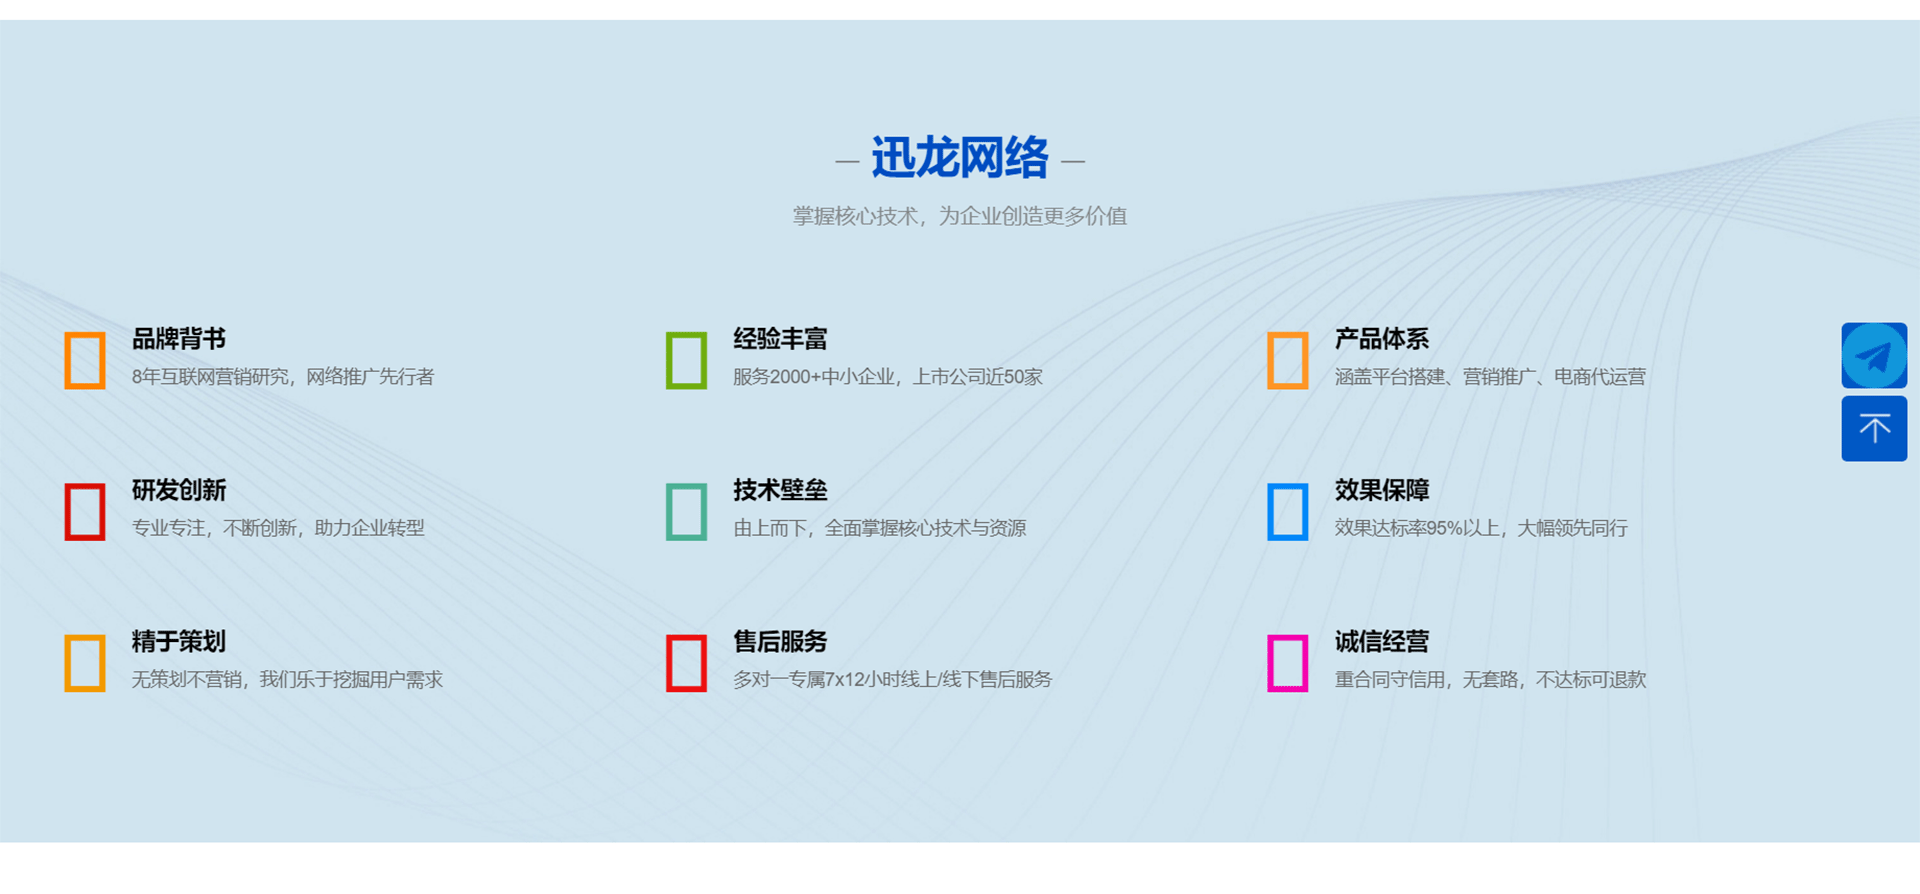 — 迅龙网络 —
掌握核心技术，为企业创造更多价值
品牌背书
8年互联网营销研究，网络推广先行者
经验丰富
服务2000+中小企业，上市公司近50家
产品体系
涵盖平台搭建、营销推广、电商代运营
研发创新
专业专注，不断创新，助力企业转型
技术壁垒
由上而下，全面掌握核心技术与资源
效果保障
效果达标率95%以上，大幅领先同行
精于策划
无策划不营销，我们乐于挖掘用户需求
售后服务
多对一专属7x12小时线上/线下售后服务
诚信经营
重合同守信用，无套路，不达标可退款